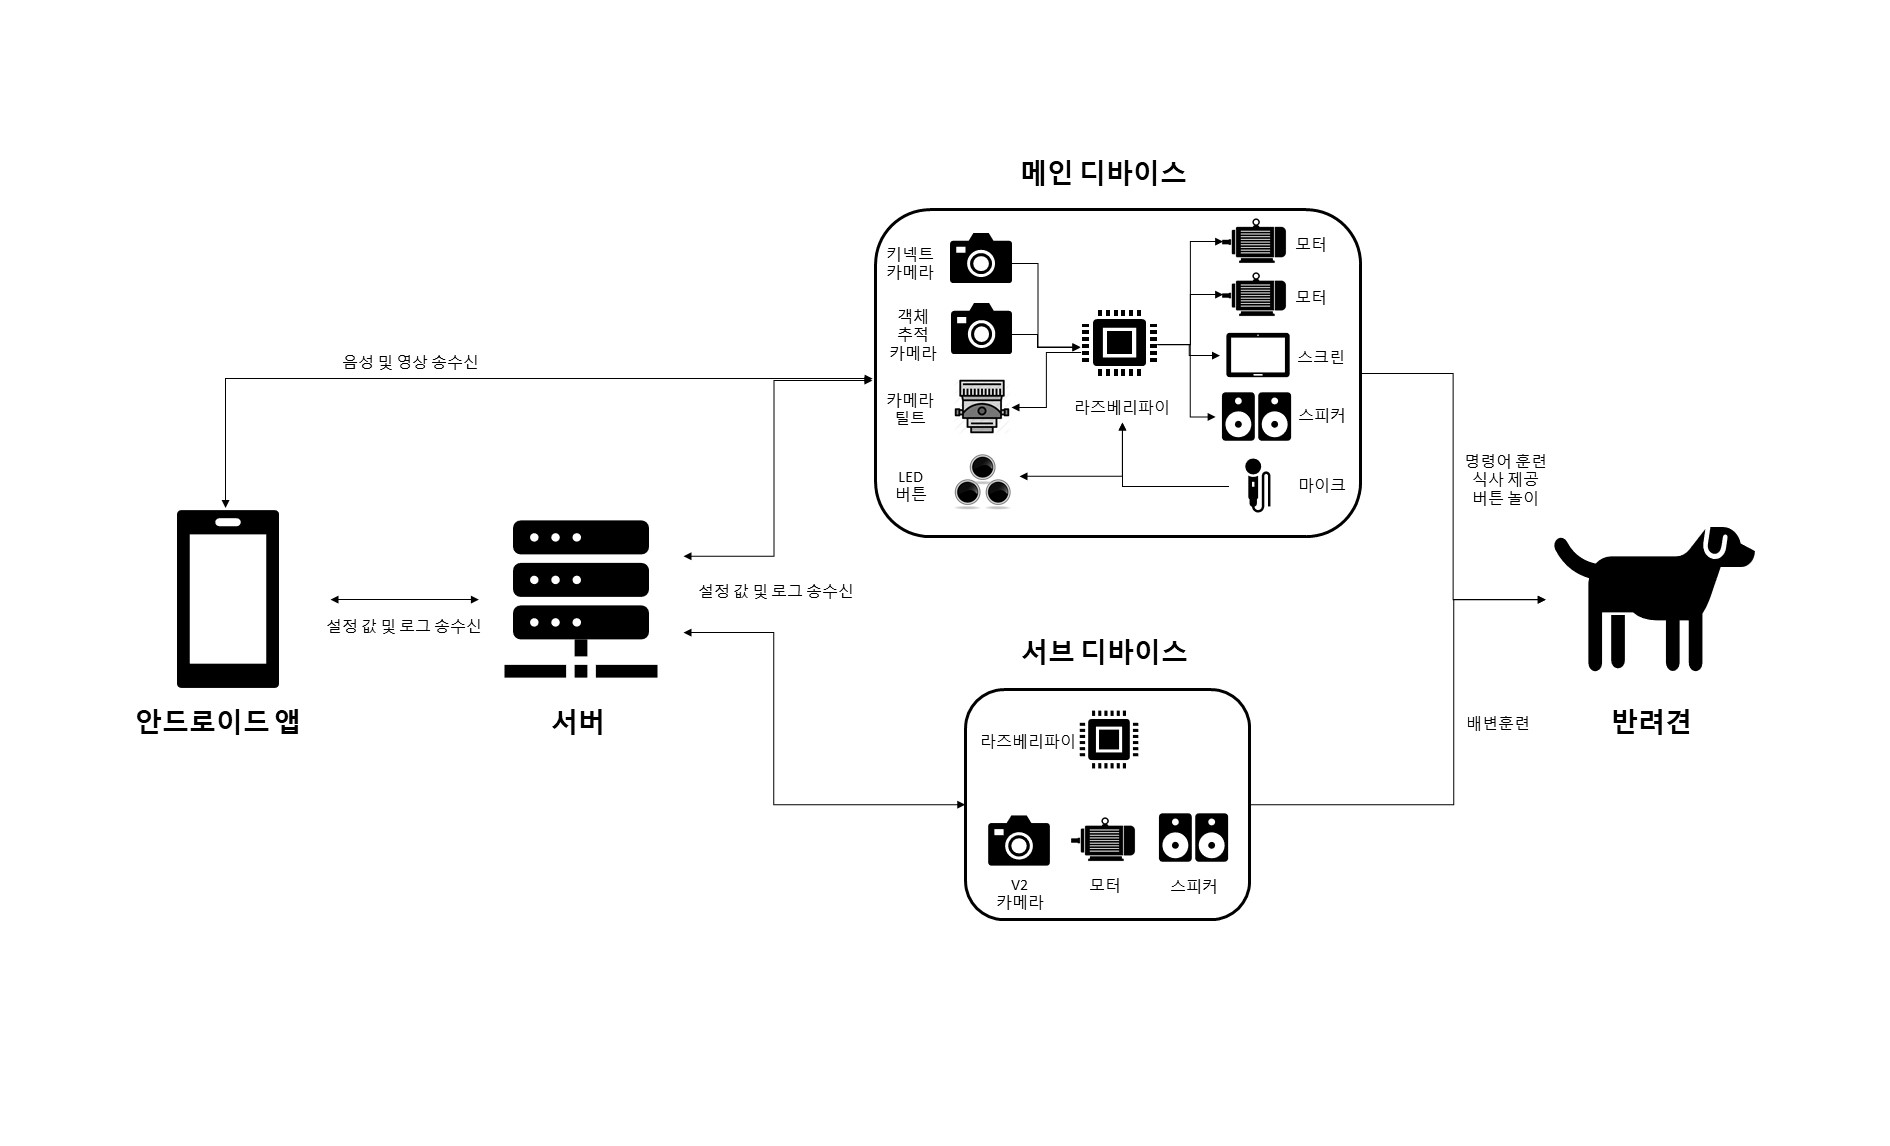 메인 디바이스
키넥트
카메라
모터
객체
추적
카메라
모터
스크린
카메라
틸트
라즈베리파이
스피커
LED
버튼
마이크
음성 및 영상 송수신
명령어 훈련
식사 제공
버튼 놀이
설정 값 및 로그 송수신
설정 값 및 로그 송수신
서브 디바이스
안드로이드 앱
서버
라즈베리파이
배변훈련
반려견
V2
카메라
모터
스피커